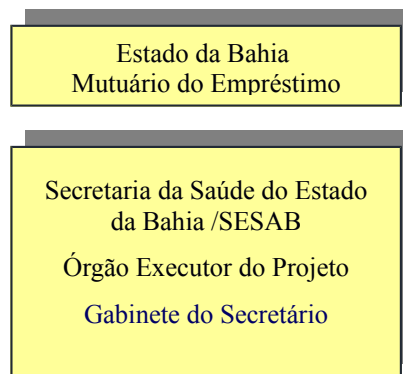 Estado da Bahia
Mutuário do Empréstimo
Secretaria da Saúde do Estado
da Bahia /SESAB
Órgão Executor do Projeto
Gabinete do Secretário